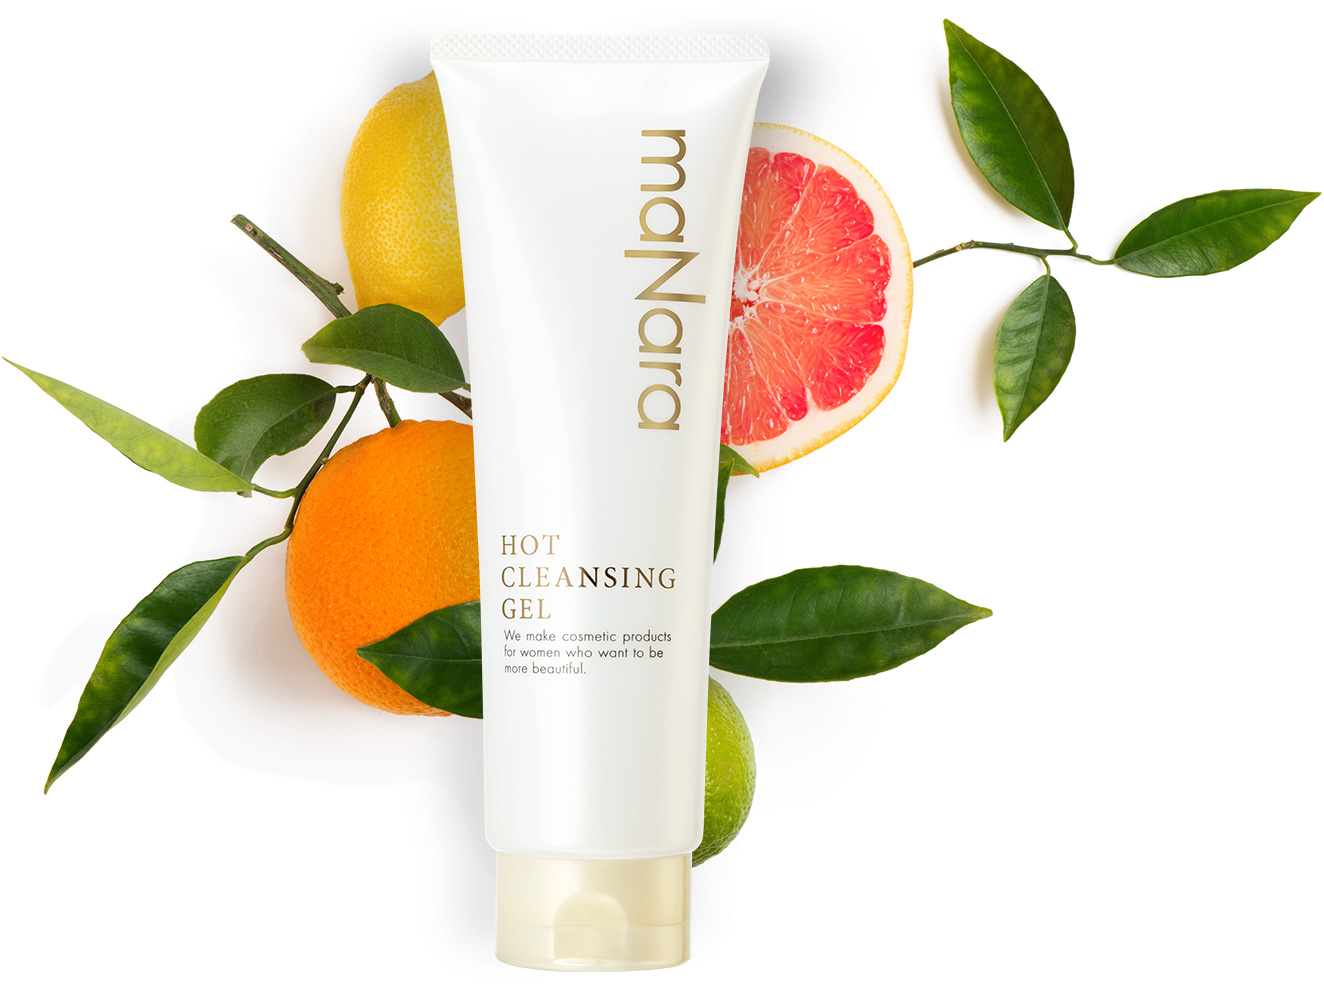 maNara
HOT
CLEANSING
GEL
We make cosmetic products
for women who want to be
more beautiful.